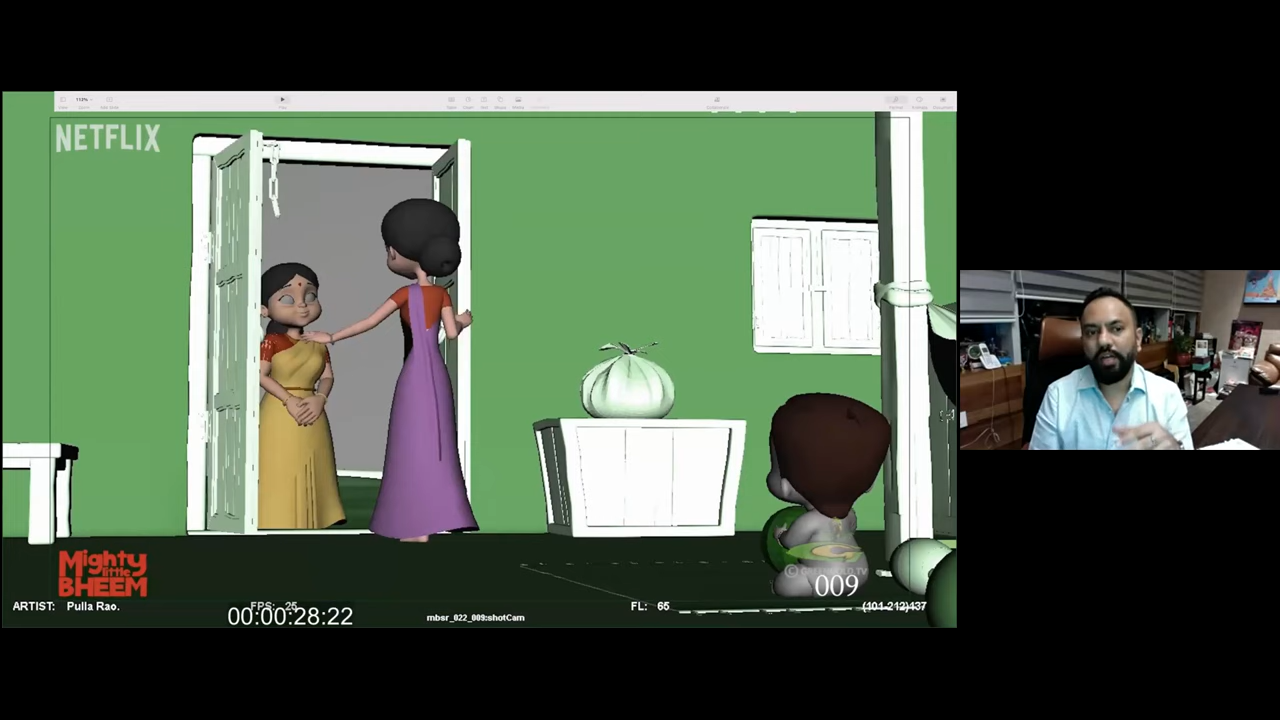 113%
NETFLIX
Mighty
little
BHEEM
009
ARTIST: Pulla Rao.
FPS: 25
FL: 65
(101-212)437
00:00:28:22
mbsr_022_009:shotCam